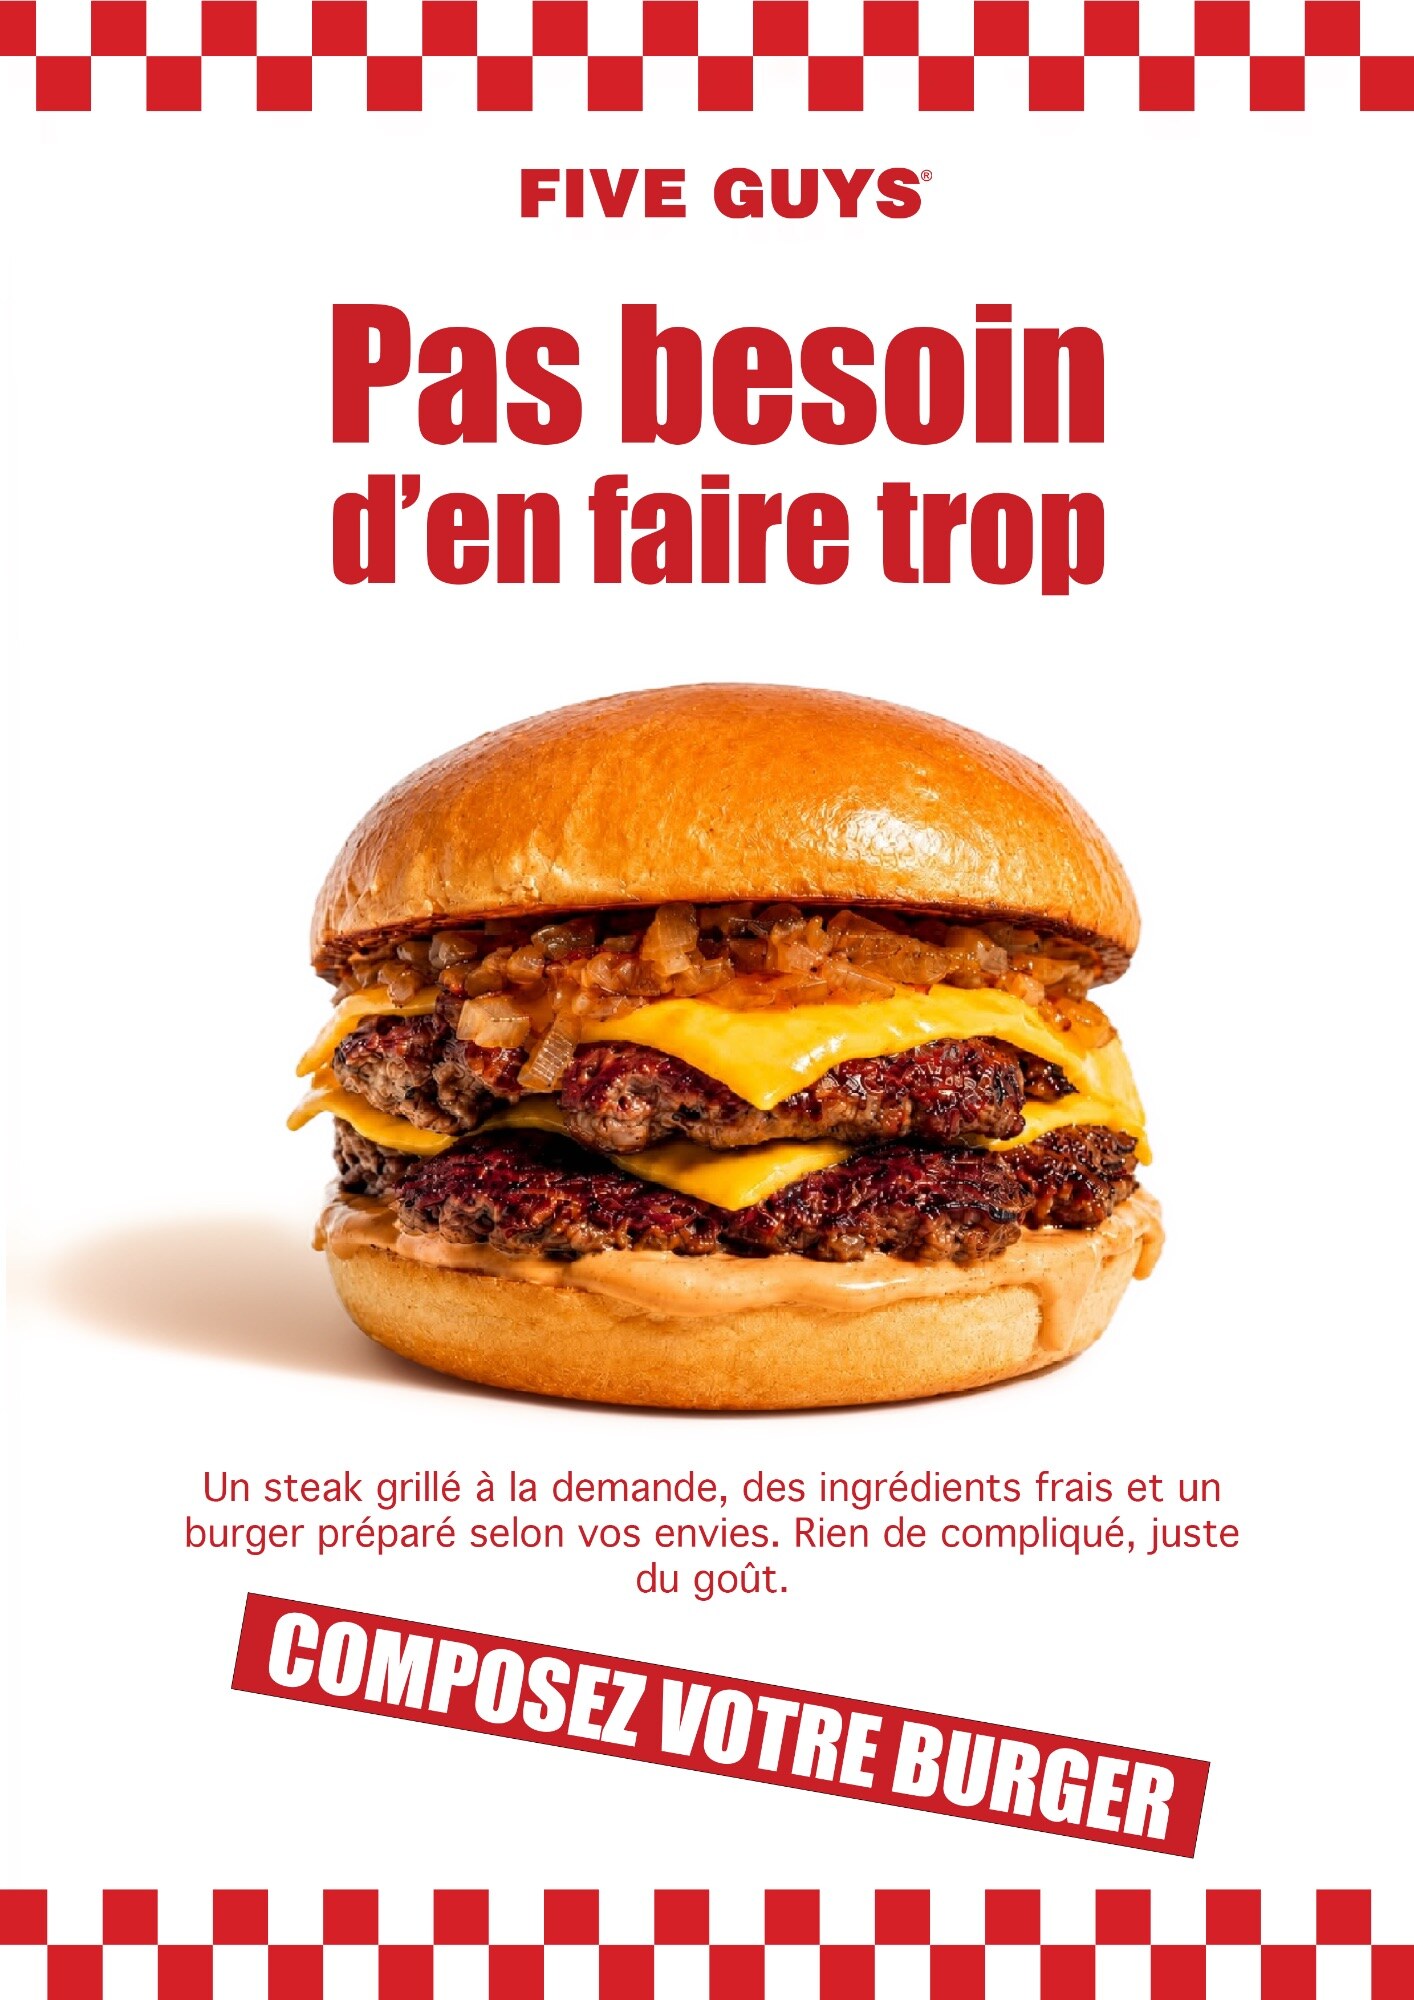 FIVE GUYS®
Pas besoin
d’en faire trop
Un steak grillé à la demande, des ingrédients frais et un
burger préparé selon vos envies. Rien de compliqué, juste
du goût.
COMPOSEZ VOTRE BURGER